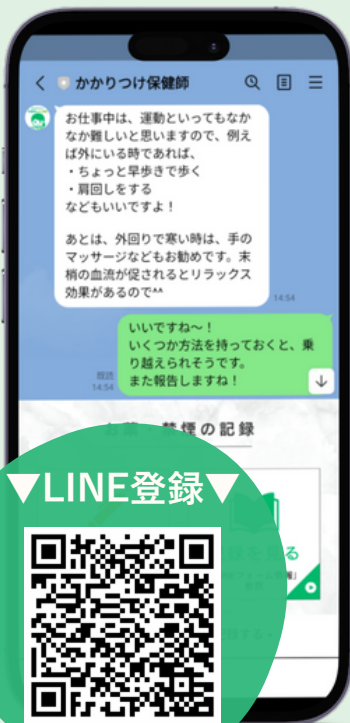 かかりつけ保健師
お仕事中は、運動といってもなか
なか難しいと思いますので、例え
ば外にいる時であれば、
・ちょっと早歩きで歩く
・肩回しをする
などもいいですよ！
あとは、外回りで寒い時は、手の
マッサージなどもお勧めです。末
梢の血流が促されるとリラックス
効果があるので^^
14:54
いいですね〜！
いくつか方法を持っておくと、乗
り越えられそうです。
また報告しますね！
既読
14:54
禁煙の記録
▼LINE登録▼
見る